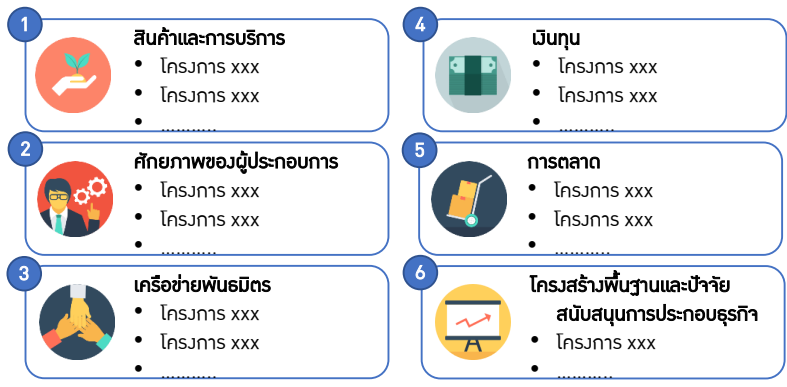 1
สินค้าและการบริการ
• โครงการ xxx
• โครงการ xxx
• ...........
2
ศักยภาพของผู้ประกอบการ
• โครงการ xxx
• โครงการ xxx
• ...........
3
เครือข่ายพันธมิตร
• โครงการ xxx
• โครงการ xxx
• ...........
4
เงินทุน
• โครงการ xxx
• โครงการ xxx
• ...........
5
การตลาด
• โครงการ xxx
• โครงการ xxx
• ...........
6
โครงสร้างพื้นฐานและปัจจัย
สนับสนุนการประกอบธุรกิจ
• โครงการ xxx
• ...........